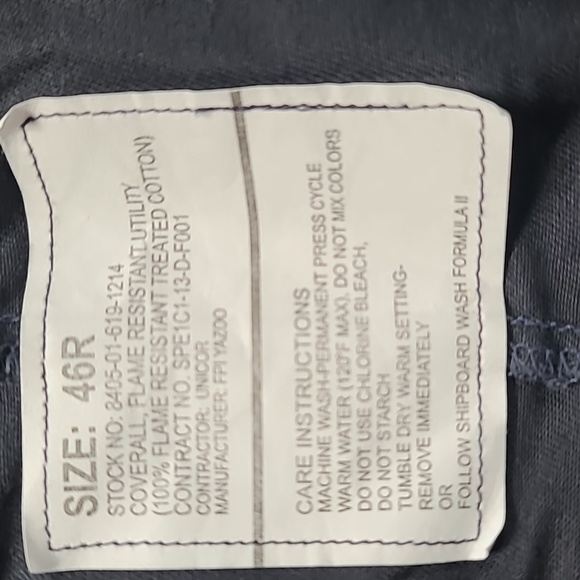 SIZE: 46R
STOCK NO: 8405-01-619-1214
COVERALL, FLAME RESISTANT, UTILITY
(100% FLAME RESISTANT TREATED COTTON)
CONTRACT NO. SPE1C1-13-D-F001
CONTRACTOR: UNICOR
MANUFACTURER: FPI YAZOO
CARE INSTRUCTIONS
MACHINE WASH-PERMANENT PRESS CYCLE
WARM WATER (120°F MAX), DO NOT MIX COLORS
DO NOT USE CHLORINE BLEACH,
DO NOT STARCH
TUMBLE DRY WARM SETTING-
REMOVE IMMEDIATELY
OR
FOLLOW SHIPBOARD WASH FORMULA II